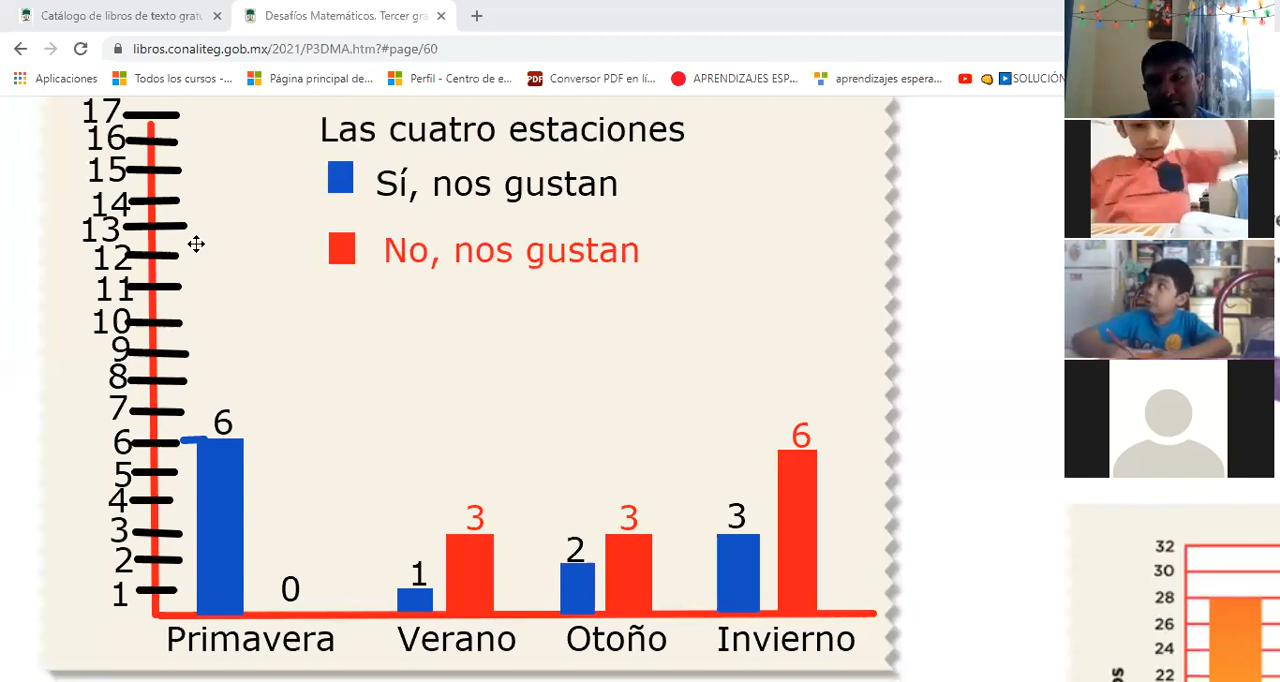 Catálogo de libros de texto gratu
Desafíos Matemáticos. Tercer gra
libros.conaliteg.gob.mx/2021/P3DMA.htm?#page/60
Aplicaciones
Todos los cursos -...
Página principal de...
Perfil - Centro de e...
PDF
Conversor PDF en lí...
APRENDIZAJES ESP...
aprendizajes espera...
SOLUCIÓN
Las cuatro estaciones
Sí, nos gustan
No, nos gustan
17
16
15
14
13
12
11
10
9
8
7
6
5
4
3
2
1
6
0
1
3
2
3
3
6
Primavera
Verano
Otoño
Invierno
32
30
28
26
24
22